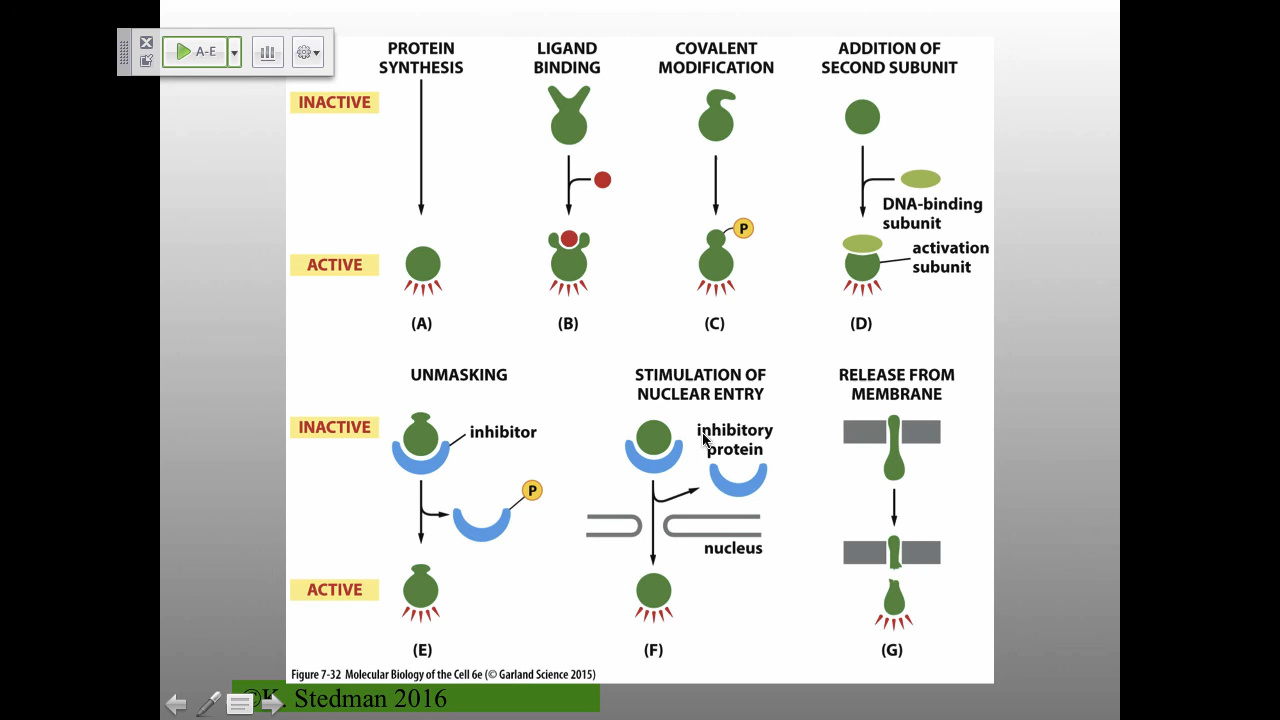 A-E
PROTEIN SYNTHESIS
LIGAND BINDING
COVALENT MODIFICATION
ADDITION OF SECOND SUBUNIT
INACTIVE
P
DNA-binding subunit
activation subunit
ACTIVE
(A)
(B)
(C)
(D)
UNMASKING
STIMULATION OF NUCLEAR ENTRY
RELEASE FROM MEMBRANE
INACTIVE
inhibitor
inhibitory protein
P
nucleus
ACTIVE
(E)
(F)
(G)
Figure 7-32 Molecular Biology of the Cell 6e (© Garland Science 2015)
©K. Stedman 2016